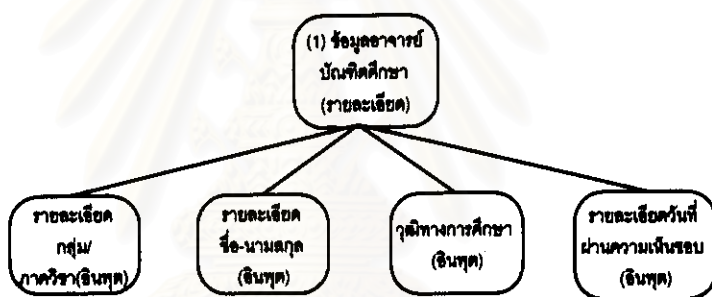 (1) ข้อมูลอาจารย์
บัณฑิตศึกษา
(รายละเอียด)
รายละเอียด
กลุ่ม/
ภาควิชา(อินพุต)
รายละเอียด
ชื่อ-นามสกุล
(อินพุต)
วุฒิทางการศึกษา
(อินพุต)
รายละเอียดวันที่
ผ่านความเห็นชอบ
(อินพุต)